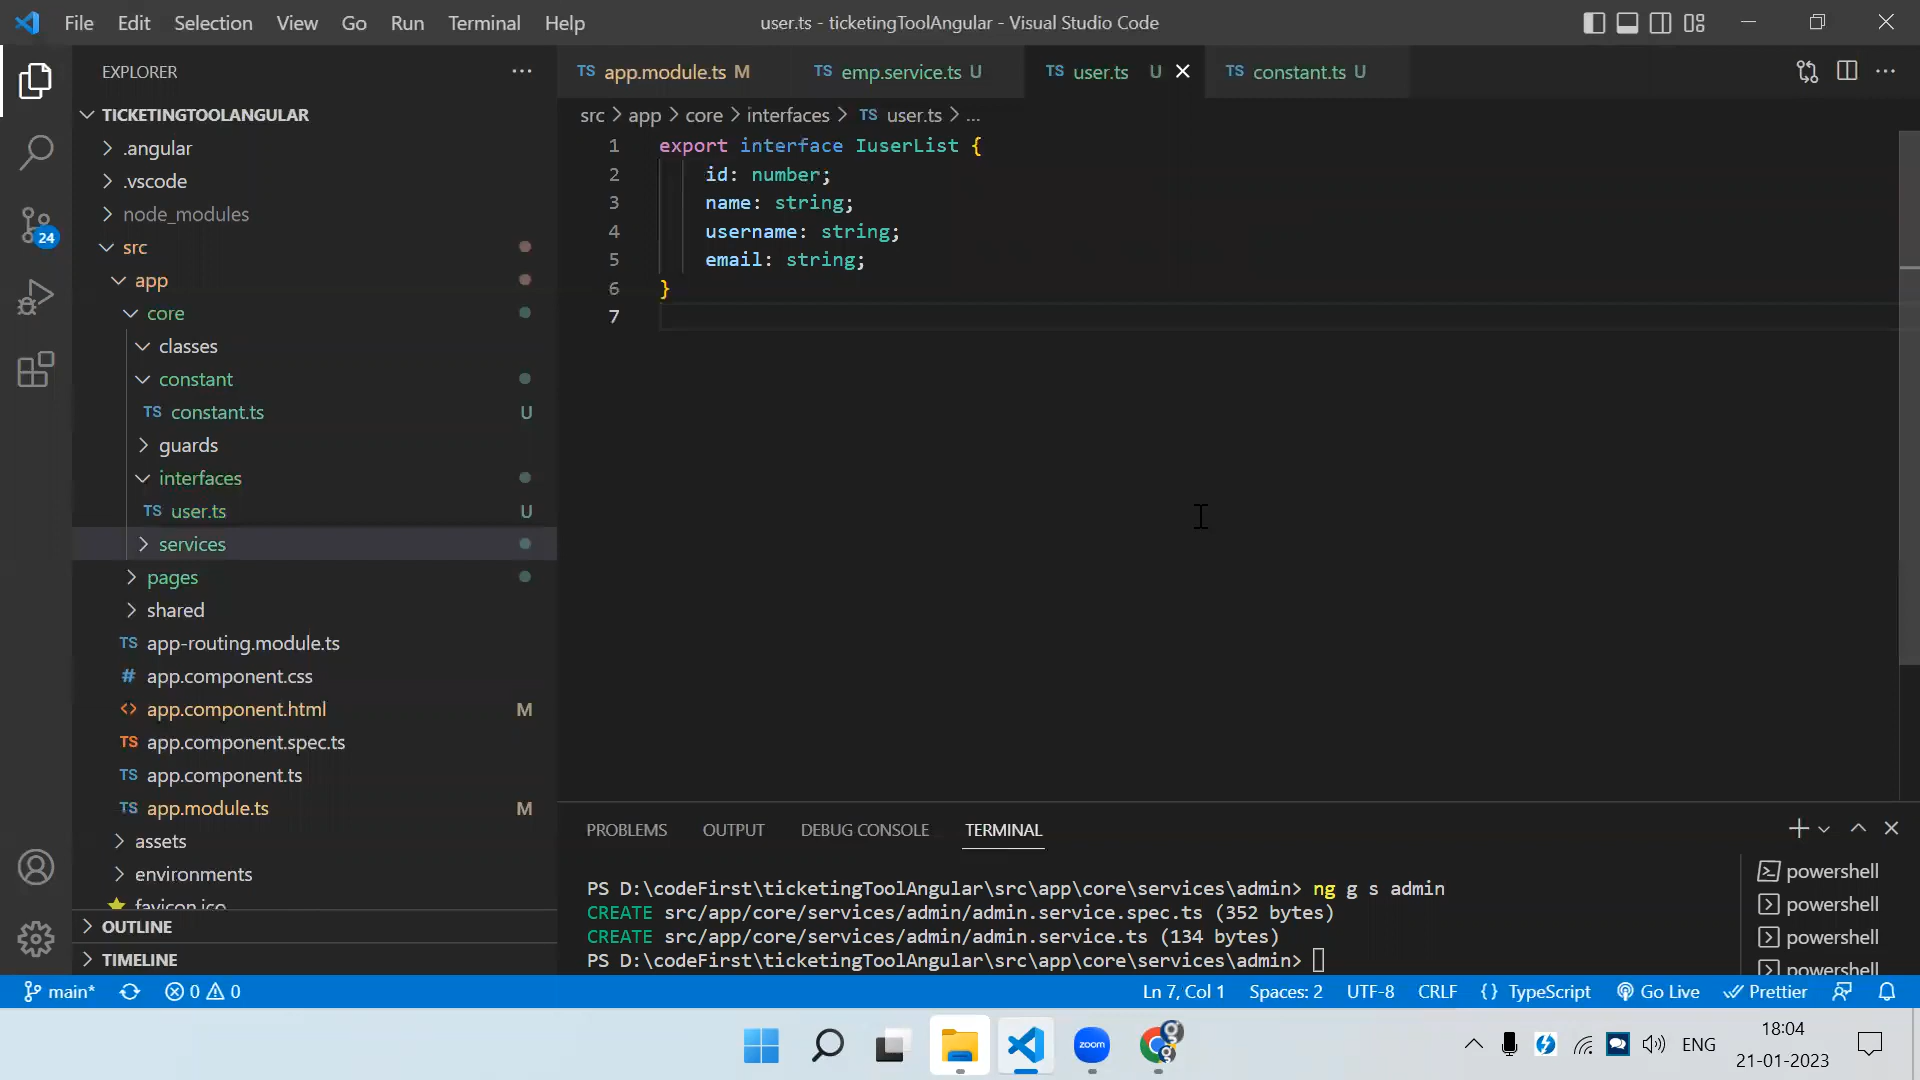 File Edit Selection View Go Run Terminal Help
user.ts - ticketingToolAngular - Visual Studio Code
EXPLORER
TICKETINGTOOLANGULAR
.angular
.vscode
node_modules
src
app
core
classes
constant
TS constant.ts U
guards
interfaces
TS user.ts U
services
pages
shared
TS app-routing.module.ts
# app.component.css
<> app.component.html M
TS app.component.spec.ts
TS app.component.ts
TS app.module.ts M
assets
environments
favicon.ico
OUTLINE
TIMELINE
24
TS app.module.ts M
TS emp.service.ts U
TS user.ts U
TS constant.ts U
src > app > core > interfaces > TS user.ts > ...
1 export interface IuserList {
2 id: number;
3 name: string;
4 username: string;
5 email: string;
6 }
7
PROBLEMS OUTPUT DEBUG CONSOLE TERMINAL
PS D:\codeFirst\ticketingToolAngular\src\app\core\services\admin> ng g s admin
CREATE src/app/core/services/admin/admin.service.spec.ts (352 bytes)
CREATE src/app/core/services/admin/admin.service.ts (134 bytes)
PS D:\codeFirst\ticketingToolAngular\src\app\core\services\admin>
powershell
powershell
powershell
powershell
main* 0 0
Ln 7, Col 1 Spaces: 2 UTF-8 CRLF {} TypeScript Go Live Prettier
zoom
ENG
18:04
21-01-2023